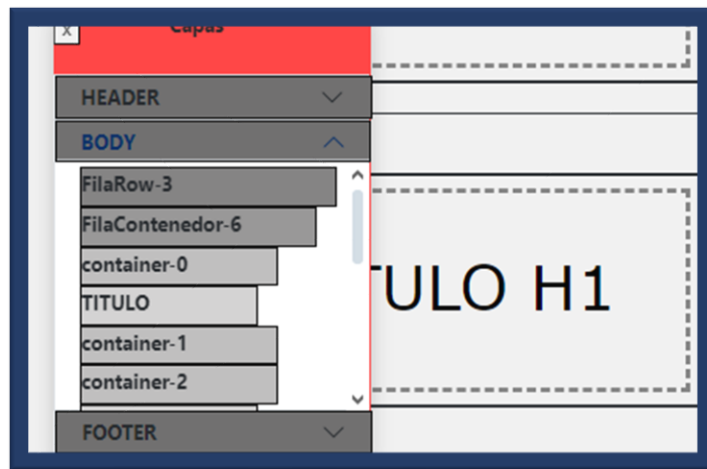 x
Capas
HEADER
BODY
FilaRow-3
FilaContenedor-6
container-0
TITULO
container-1
container-2
FOOTER
TULO H1